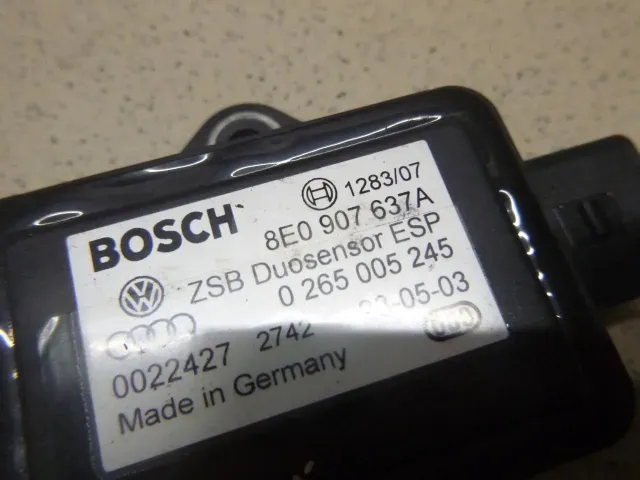 1283/07
BOSCH 8E0 907 637A
ZSB Duosensor ESP
0 265 005 245
0022427 2742
Made in Germany